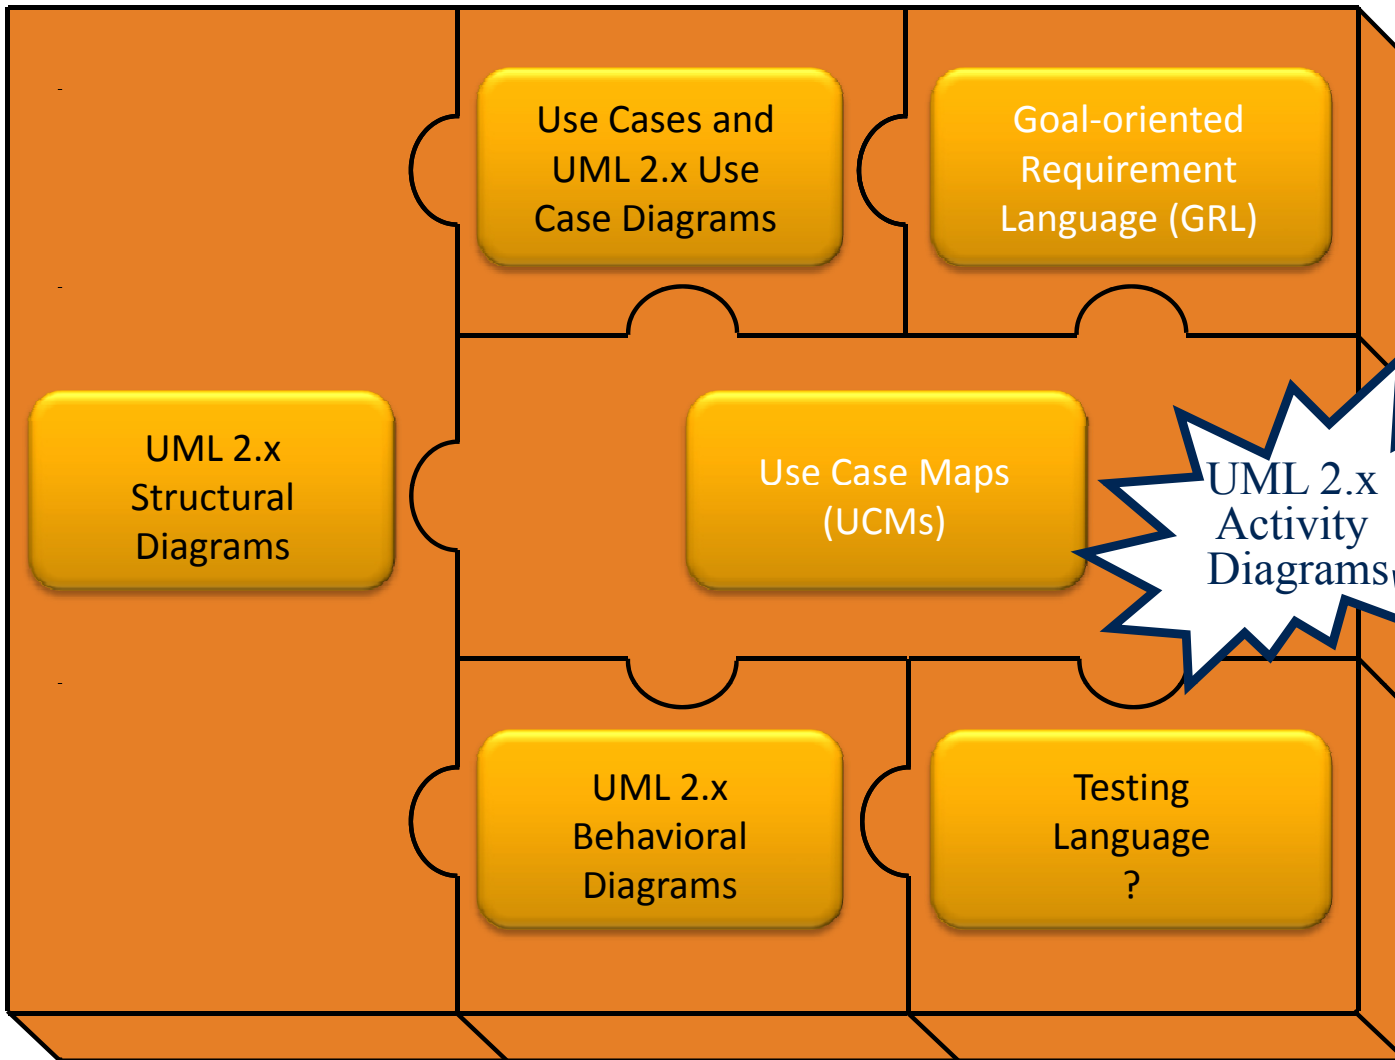 Use Cases and
UML 2.x Use
Case Diagrams
Goal-oriented
Requirement
Language (GRL)
UML 2.x
Structural
Diagrams
Use Case Maps
(UCMs)
UML 2.x
Activity
Diagrams
UML 2.x
Behavioral
Diagrams
Testing
Language
?